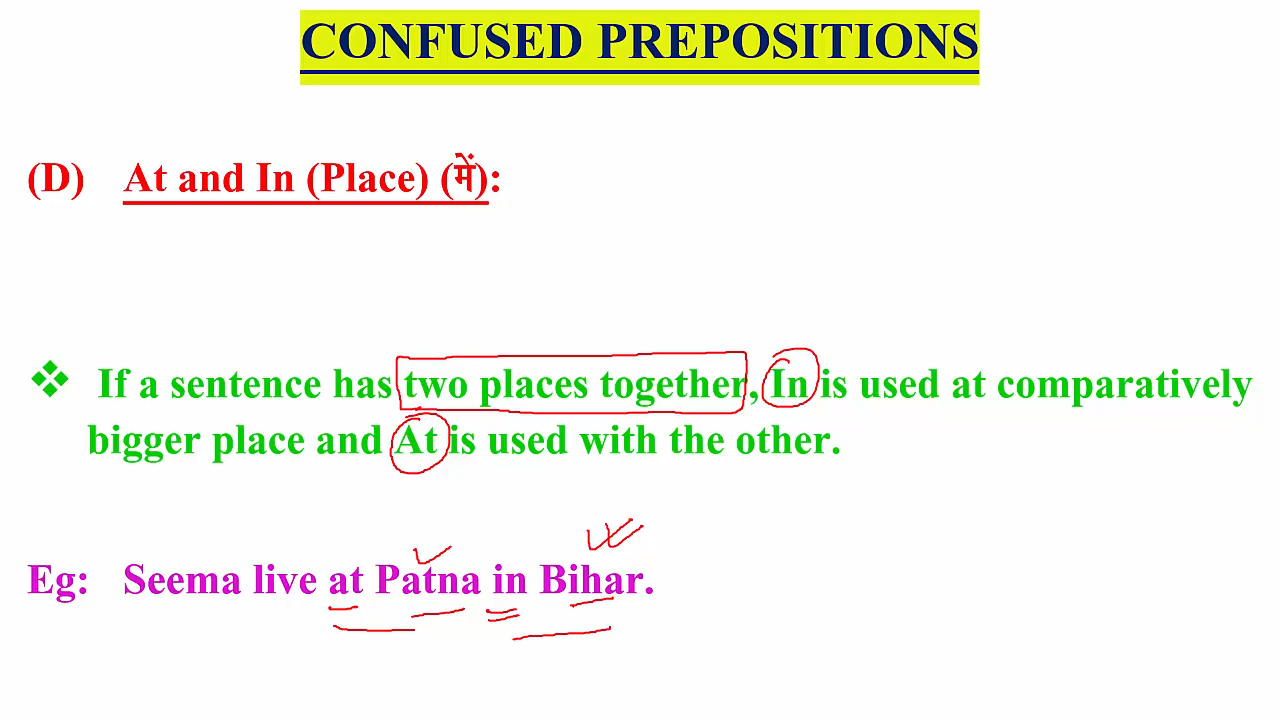 CONFUSED PREPOSITIONS
(D) At and In (Place) (में):
❖ If a sentence has two places together, In is used at comparatively
bigger place and At is used with the other.
Eg: Seema live at Patna in Bihar.